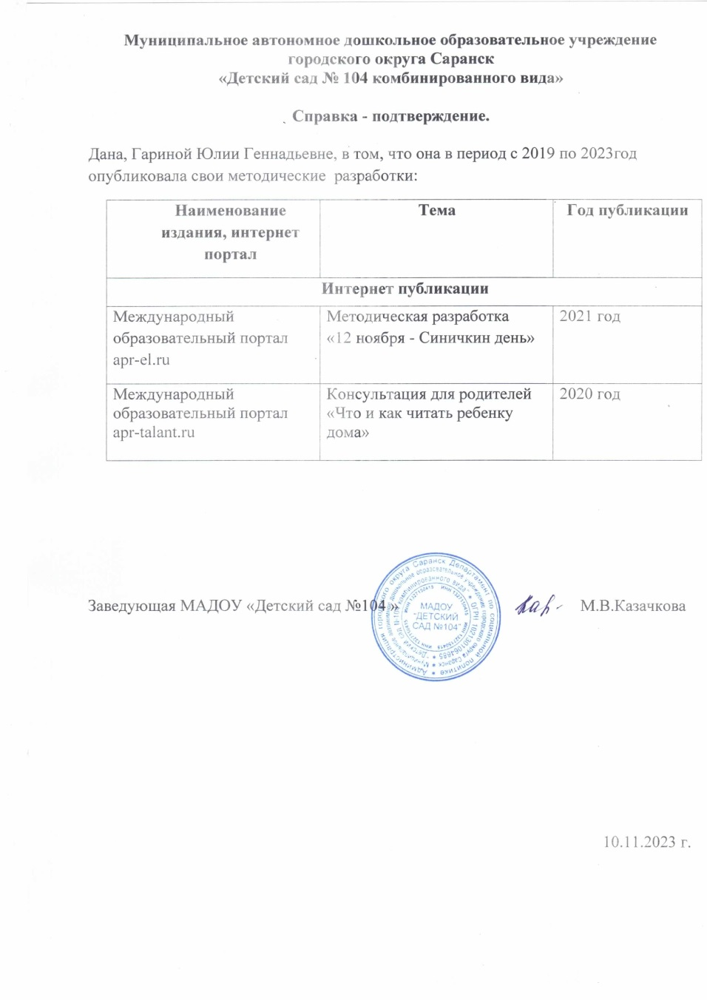 Муниципальное автономное дошкольное образовательное учреждение
городского округа Саранск
«Детский сад № 104 комбинированного вида»
Справка - подтверждение.
Дана, Гариной Юлии Геннадьевне, в том, что она в период с 2019 по 2023год
опубликовала свои методические разработки:
Наименование
издания, интернет
портал
Тема
Год публикации
Интернет публикации
Международный
образовательный портал
apr-el.ru
Методическая разработка
«12 ноября - Синичкин день»
2021 год
Международный
образовательный портал
apr-talant.ru
Консультация для родителей
«Что и как читать ребенку
дома»
2020 год
Заведующая МАДОУ «Детский сад №104 »
МАДОУ
"ДЕТСКИЙ
САД №104"
М.В.Казачкова
10.11.2023 г.